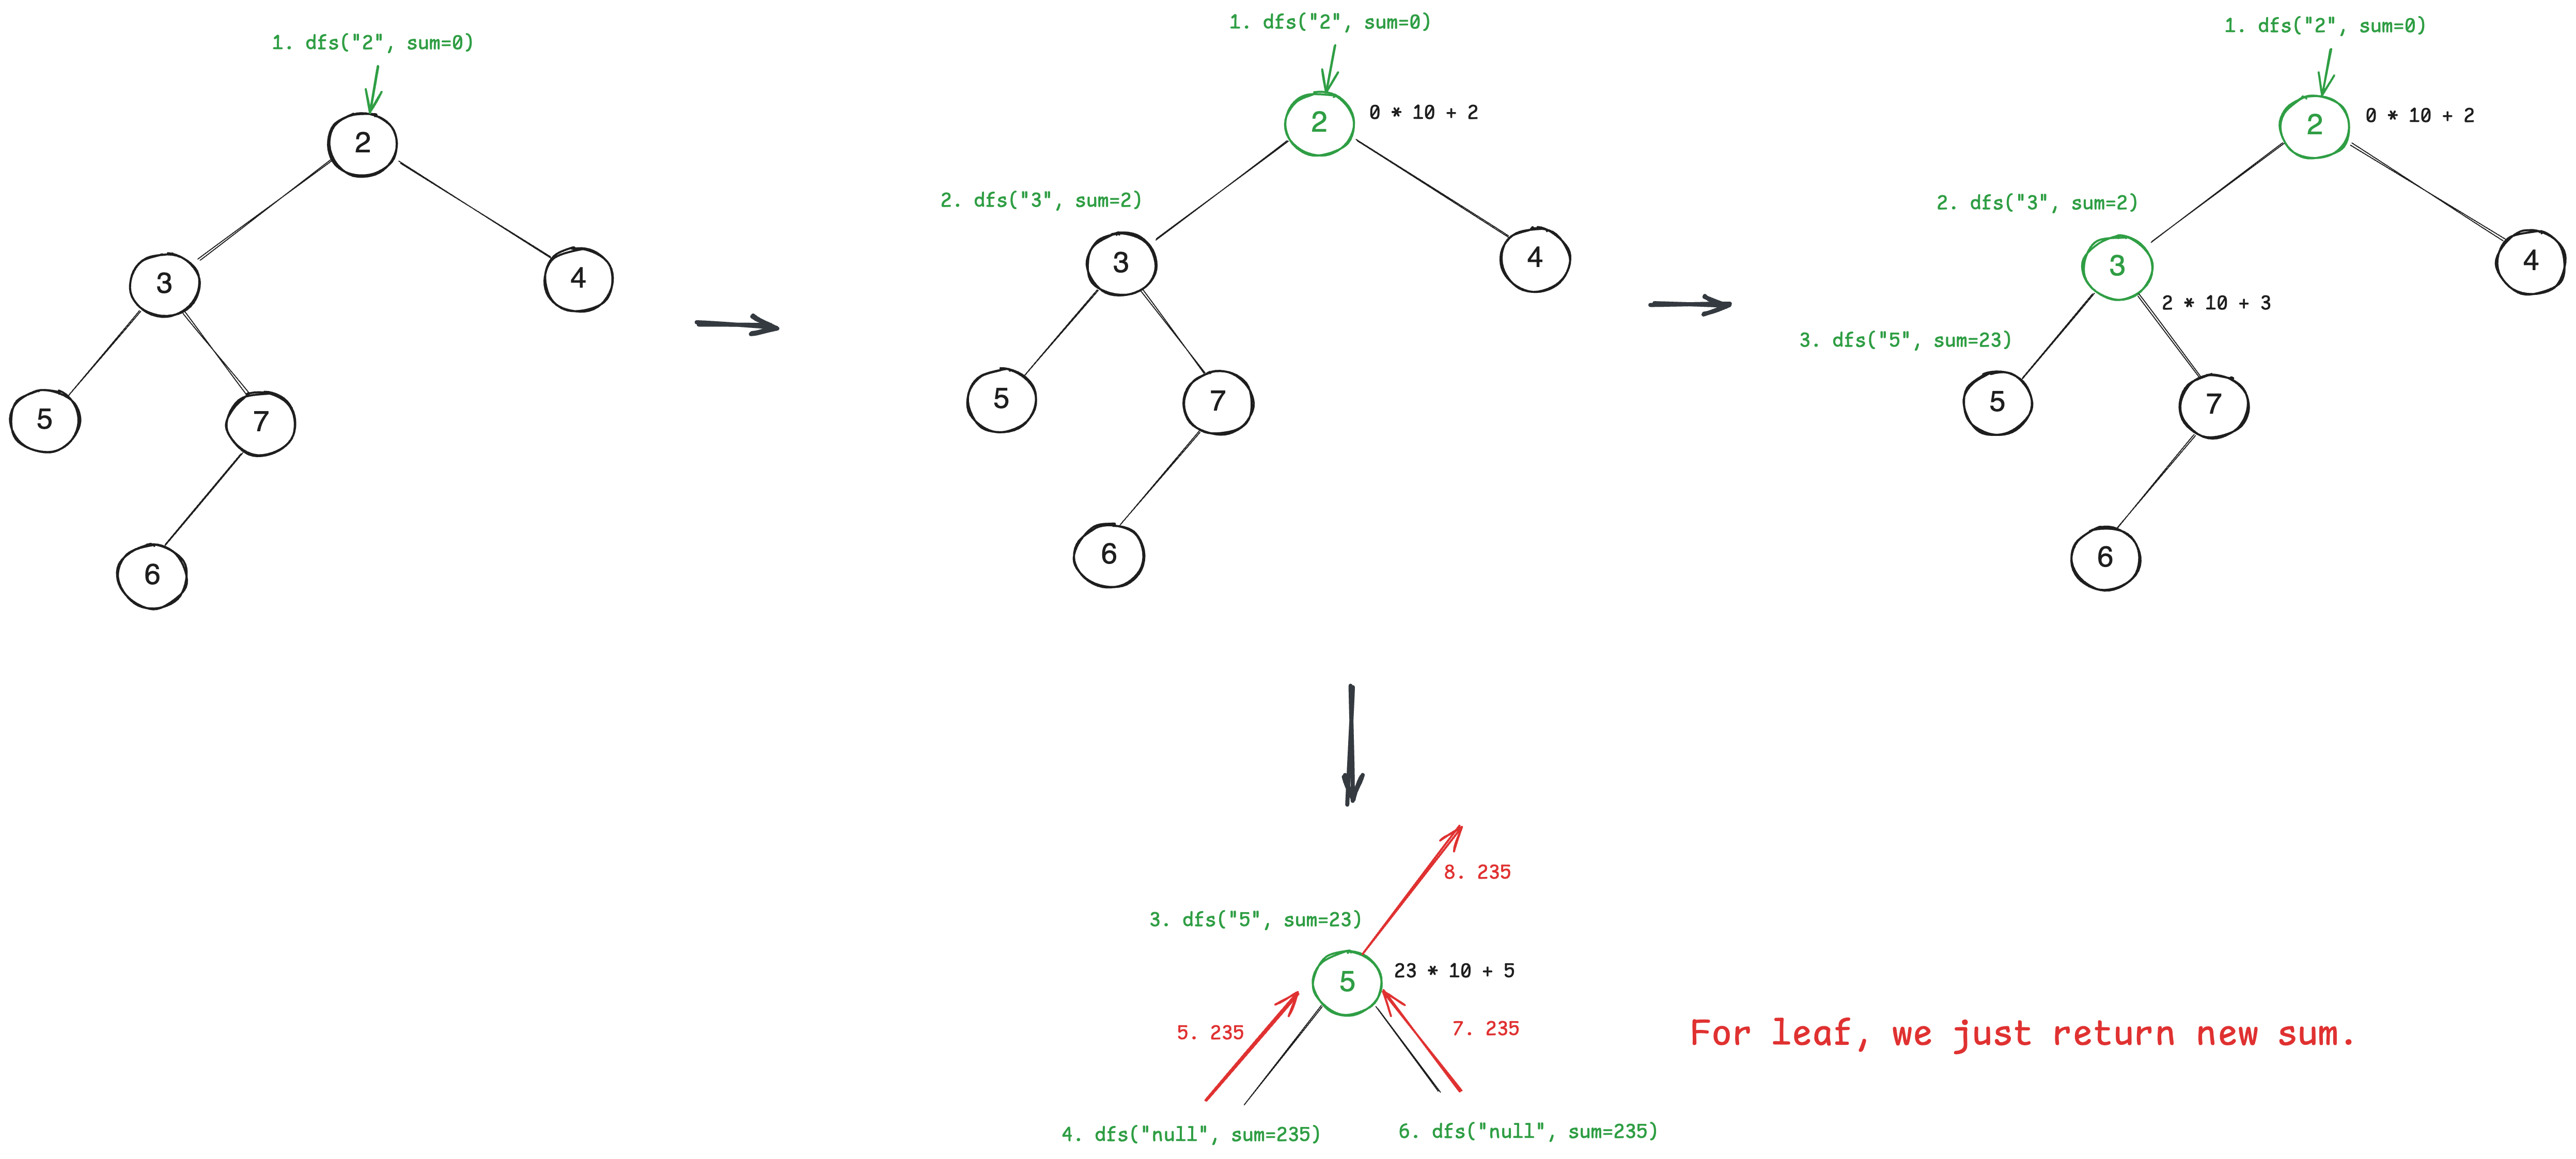 1. dfs("2", sum=0)
2
3
4
5
7
6
1. dfs("2", sum=0)
2
0 * 10 + 2
2. dfs("3", sum=2)
3
4
5
7
6
1. dfs("2", sum=0)
2
0 * 10 + 2
2. dfs("3", sum=2)
3
4
2 * 10 + 3
3. dfs("5", sum=23)
5
7
6
8. 235
3. dfs("5", sum=23)
5
23 * 10 + 5
5. 235
7. 235
For leaf, we just return new sum.
4. dfs("null", sum=235)
6. dfs("null", sum=235)